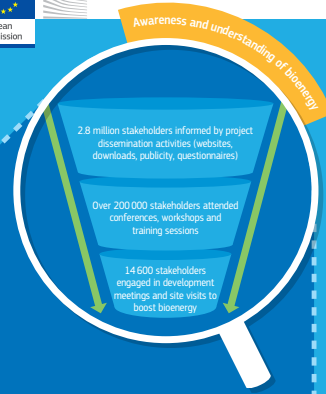 ean
ission
Awareness and understanding of bioenergy
2.8 million stakeholders informed by project
dissemination activities (websites,
downloads, publicity, questionnaires)
Over 200 000 stakeholders attended
conferences, workshops and
training sessions
14 600 stakeholders
engaged in development
meetings and site visits to
boost bioenergy